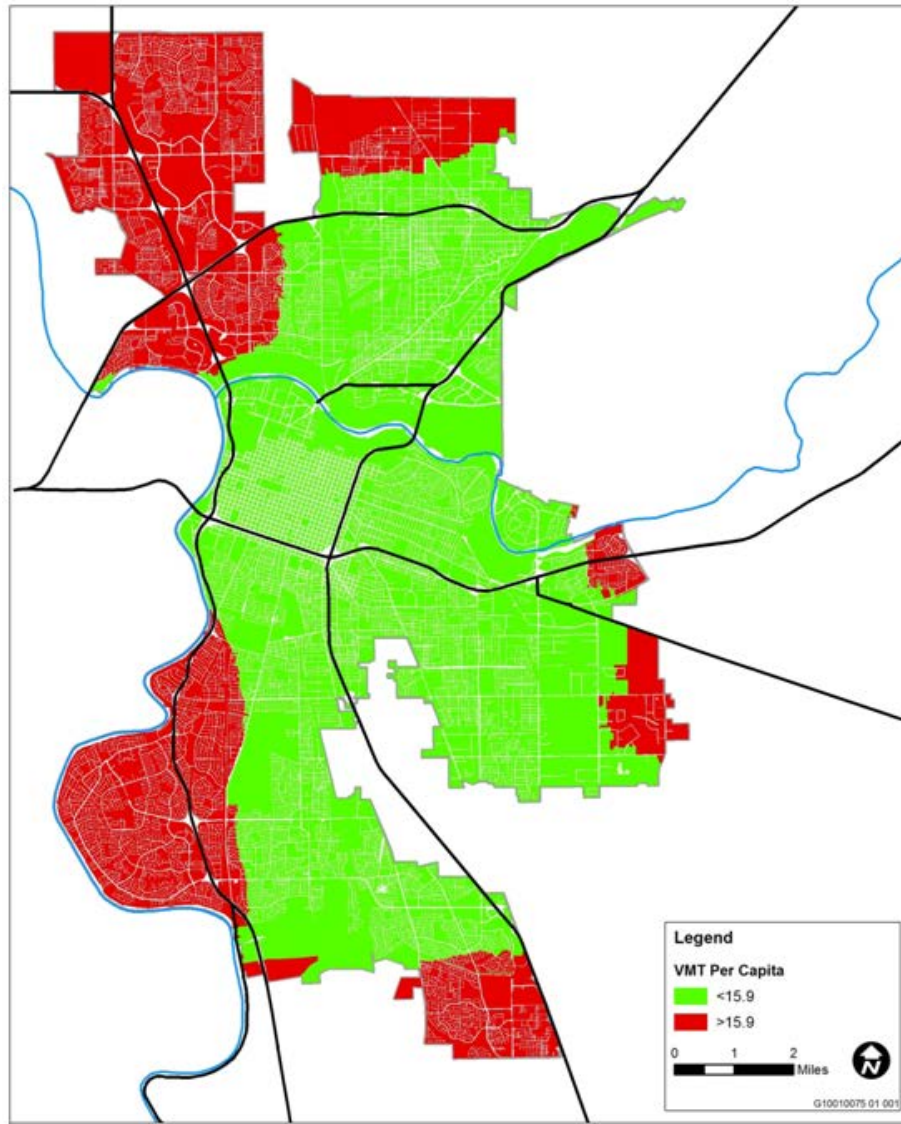 Legend
VMT Per Capita
<15.9
>15.9
0 1 2
Miles
N
G10010075 01 001